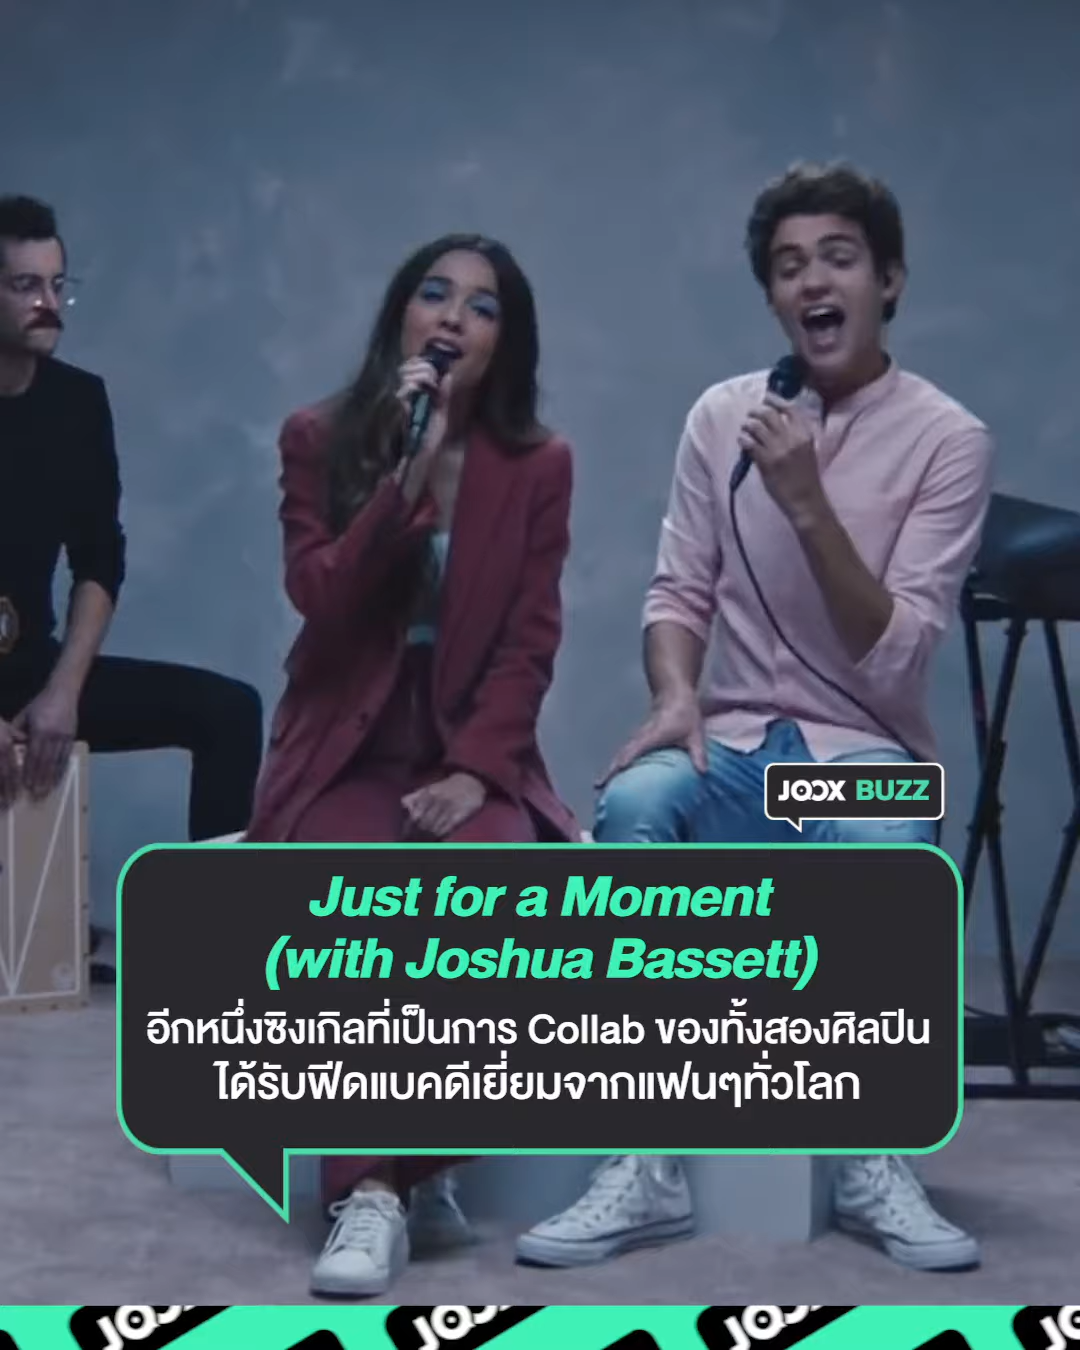 JOOX BUZZ
Just for a Moment
(with Joshua Bassett)
อีกหนึ่งซิงเกิลที่เป็นการ Collab ของทั้งสองศิลปิน
ได้รับฟีดแบคดีเยี่ยมจากแฟนๆทั่วโลก